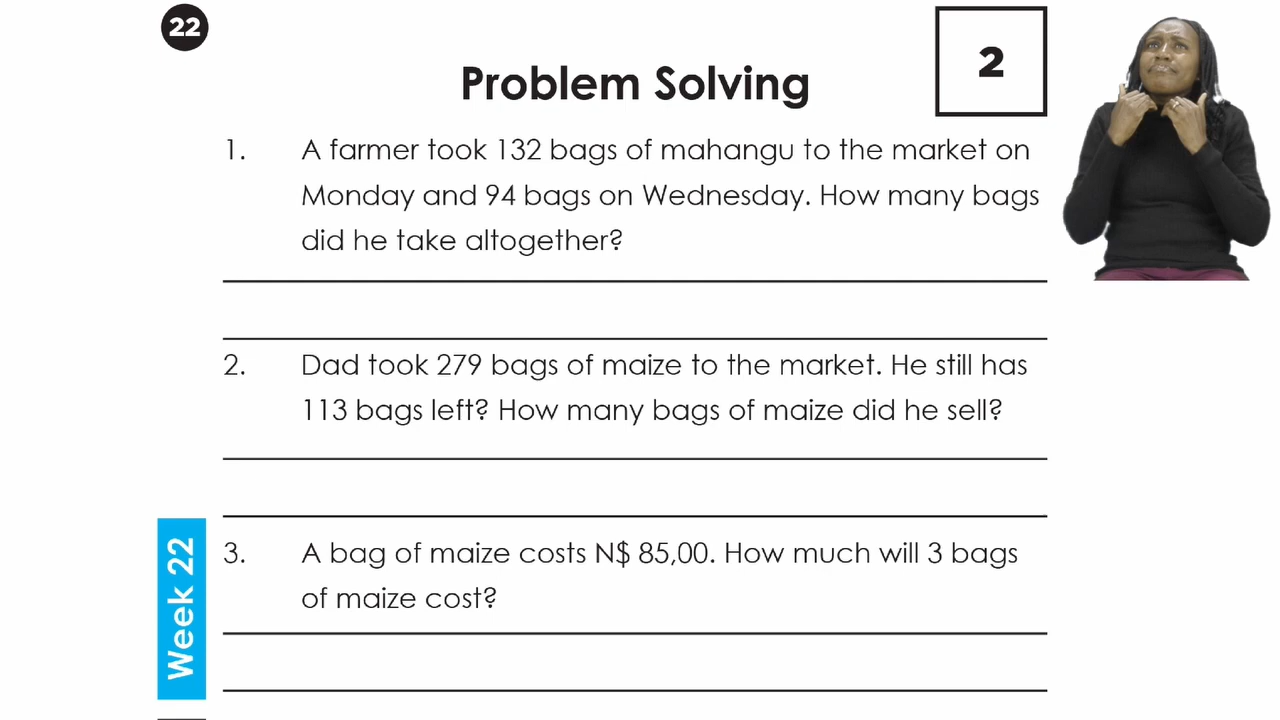 22
2
Problem Solving
1. A farmer took 132 bags of mahangu to the market on
Monday and 94 bags on Wednesday. How many bags
did he take altogether?
2. Dad took 279 bags of maize to the market. He still has
113 bags left? How many bags of maize did he sell?
3. A bag of maize costs N$ 85,00. How much will 3 bags
of maize cost?
Week 22